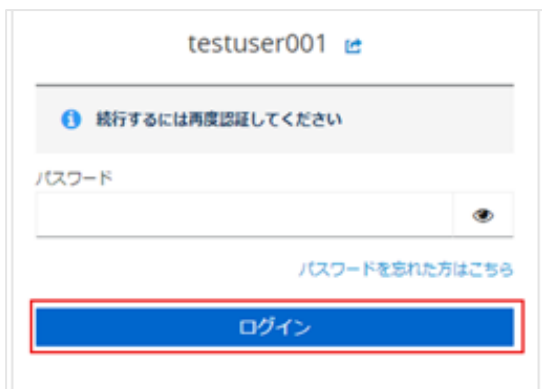 testuser001
続行するには再度認証してください
パスワード
パスワードを忘れた方はこちら
ログイン